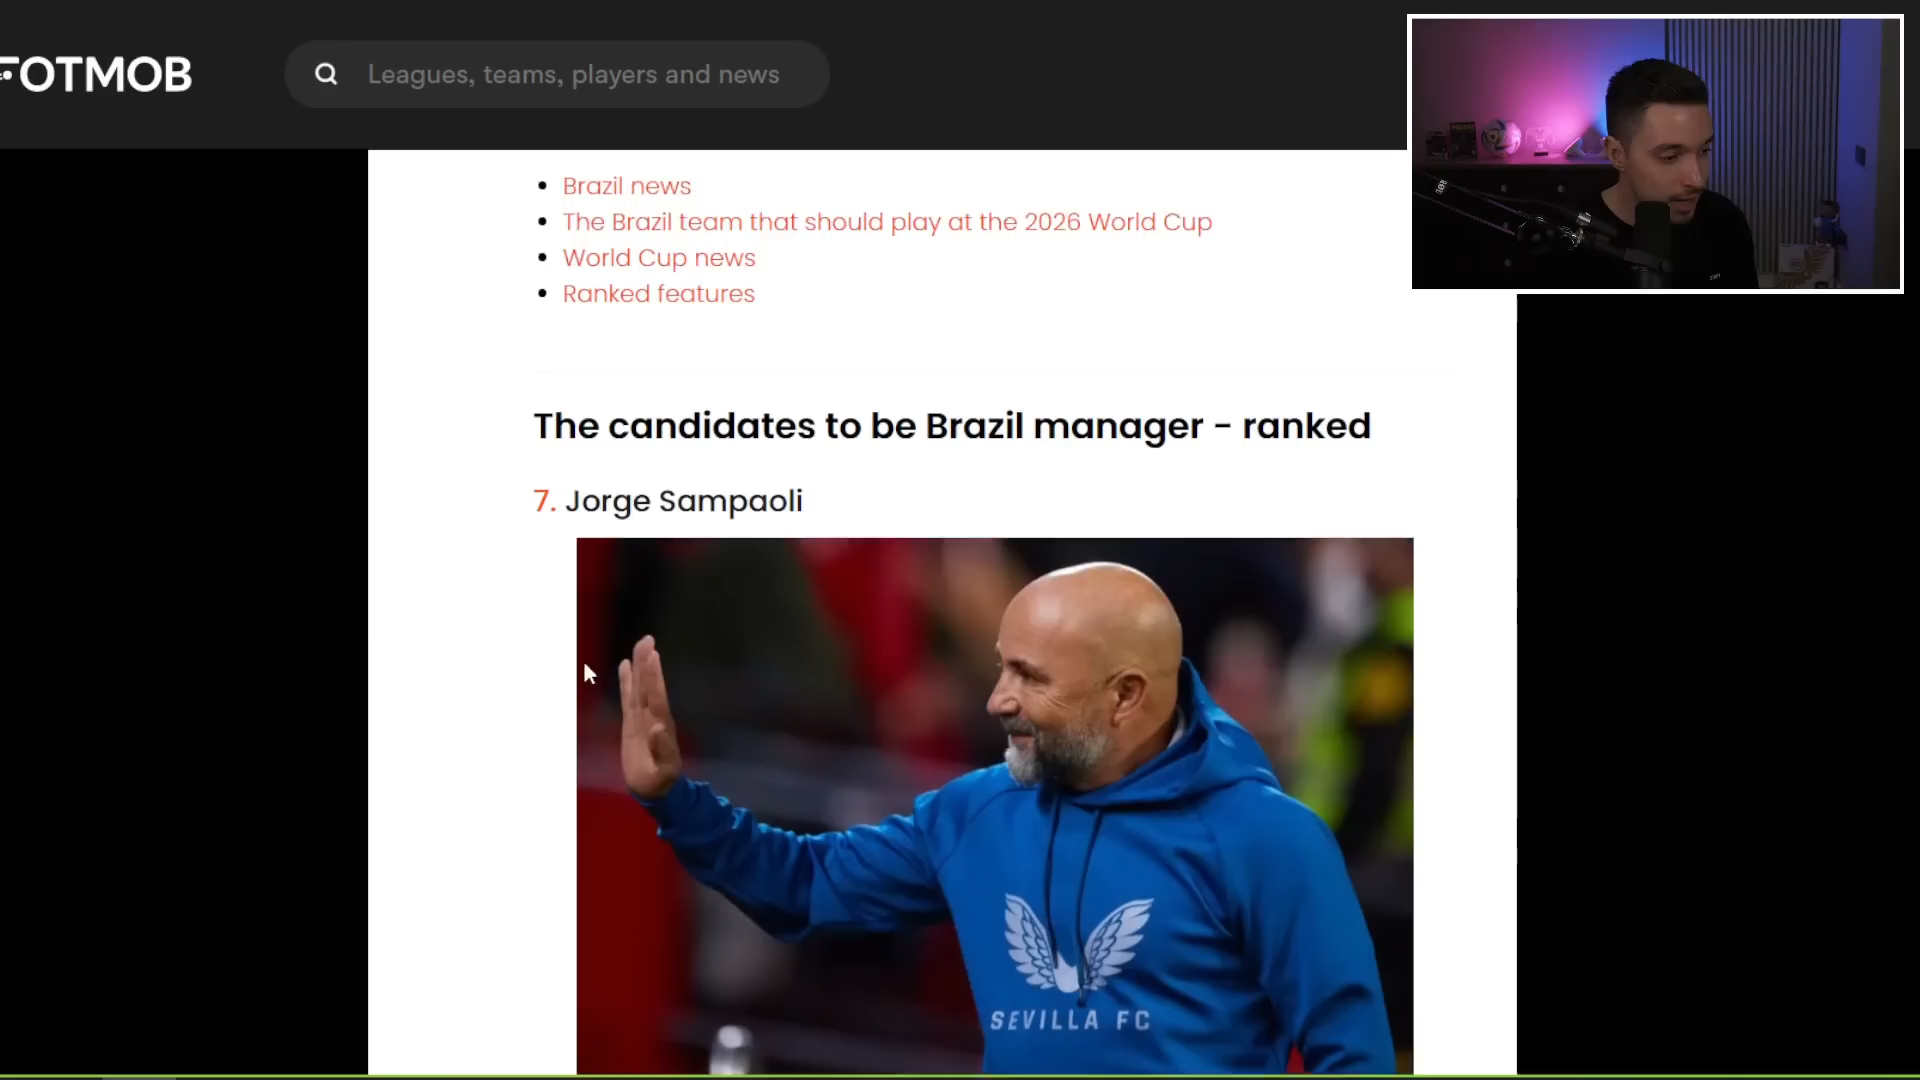 FOTMOB
Leagues, teams, players and news
Brazil news
The Brazil team that should play at the 2026 World Cup
World Cup news
Ranked features
The candidates to be Brazil manager - ranked
7. Jorge Sampaoli
SEVILLA FC